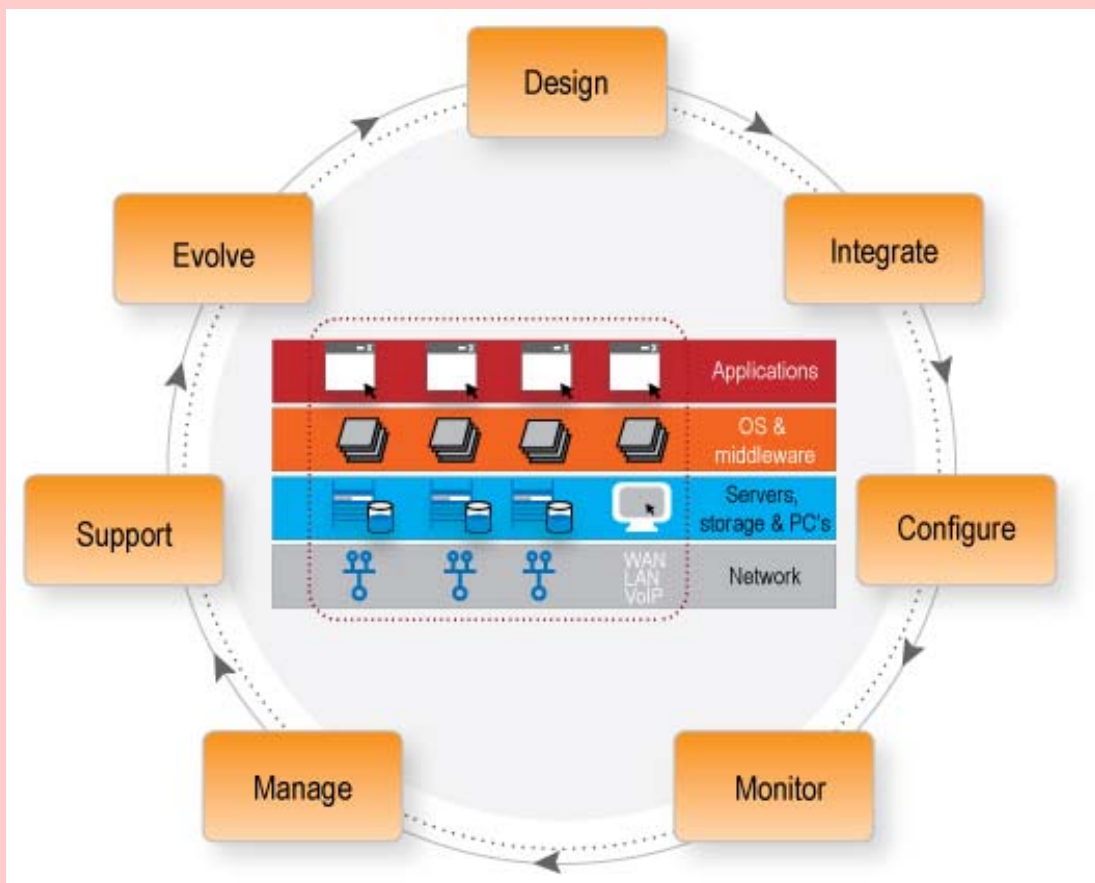 Design
Evolve
Integrate
Applications
OS &
middleware
Servers,
storage & PC's
Support
Configure
WAN
LAN
VoIP
Network
Manage
Monitor